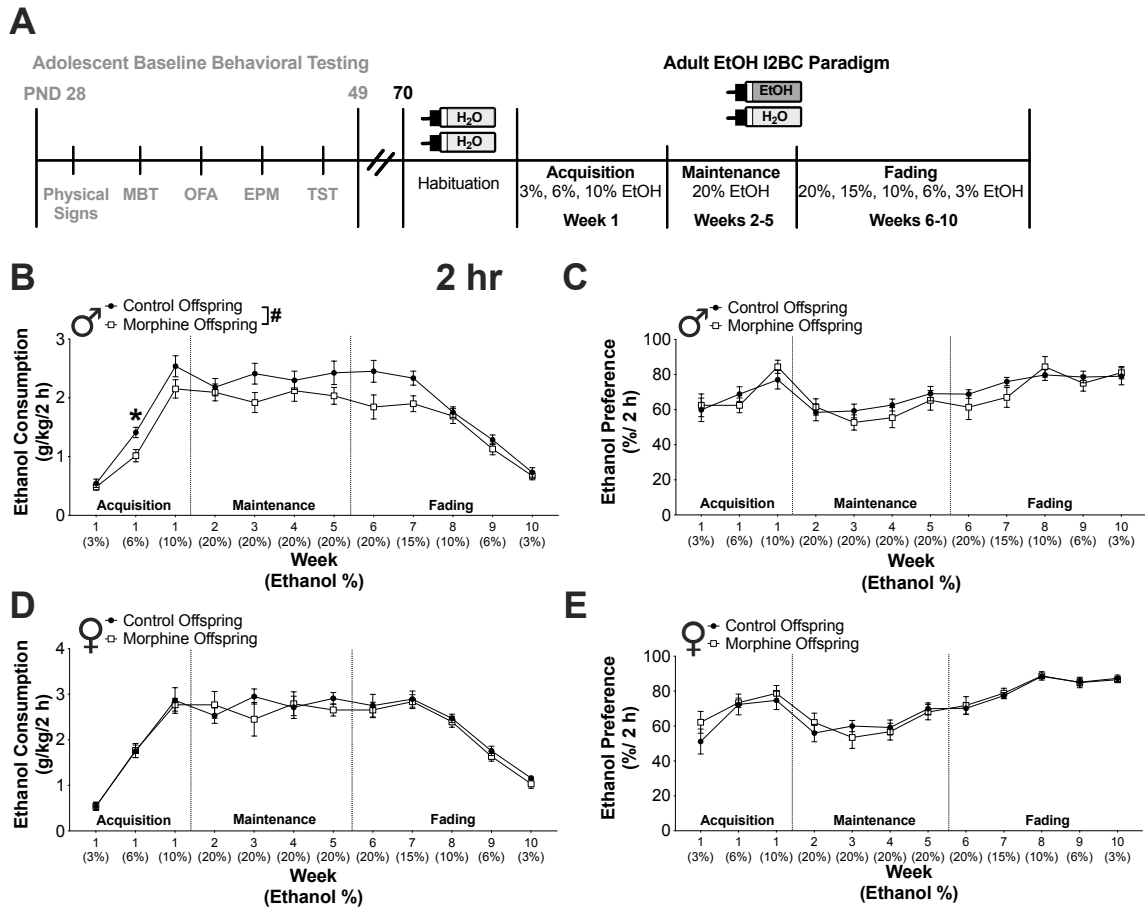 A
Adolescent Baseline Behavioral Testing
Adult EtOH I2BC Paradigm
PND 28
49
70
H2O
H2O
EtOH
H2O
Physical Signs
MBT
OFA
EPM
TST
Habituation
Acquisition
3%, 6%, 10% EtOH
Week 1
Maintenance
20% EtOH
Weeks 2-5
Fading
20%, 15%, 10%, 6%, 3% EtOH
Weeks 6-10
2 hr
B
♂
Control Offspring
Morphine Offspring
#
*
Ethanol Consumption
(g/kg/2 h)
3
2
1
0
Acquisition
Maintenance
Fading
1 1 1 2 3 4 5 6 7 8 9 10
(3%) (6%) (10%) (20%) (20%) (20%) (20%) (20%) (15%) (10%) (6%) (3%)
Week
(Ethanol %)
C
♂
Control Offspring
Morphine Offspring
Ethanol Preference
(%/ 2 h)
100
80
60
40
20
0
Acquisition
Maintenance
Fading
1 1 1 2 3 4 5 6 7 8 9 10
(3%) (6%) (10%) (20%) (20%) (20%) (20%) (20%) (15%) (10%) (6%) (3%)
Week
(Ethanol %)
D
♀
Control Offspring
Morphine Offspring
Ethanol Consumption
(g/kg/2 h)
4
3
2
1
0
Acquisition
Maintenance
Fading
1 1 1 2 3 4 5 6 7 8 9 10
(3%) (6%) (10%) (20%) (20%) (20%) (20%) (20%) (15%) (10%) (6%) (3%)
Week
(Ethanol %)
E
♀
Control Offspring
Morphine Offspring
Ethanol Preference
(%/ 2 h)
100
80
60
40
20
0
Acquisition
Maintenance
Fading
1 1 1 2 3 4 5 6 7 8 9 10
(3%) (6%) (10%) (20%) (20%) (20%) (20%) (20%) (15%) (10%) (6%) (3%)
Week
(Ethanol %)